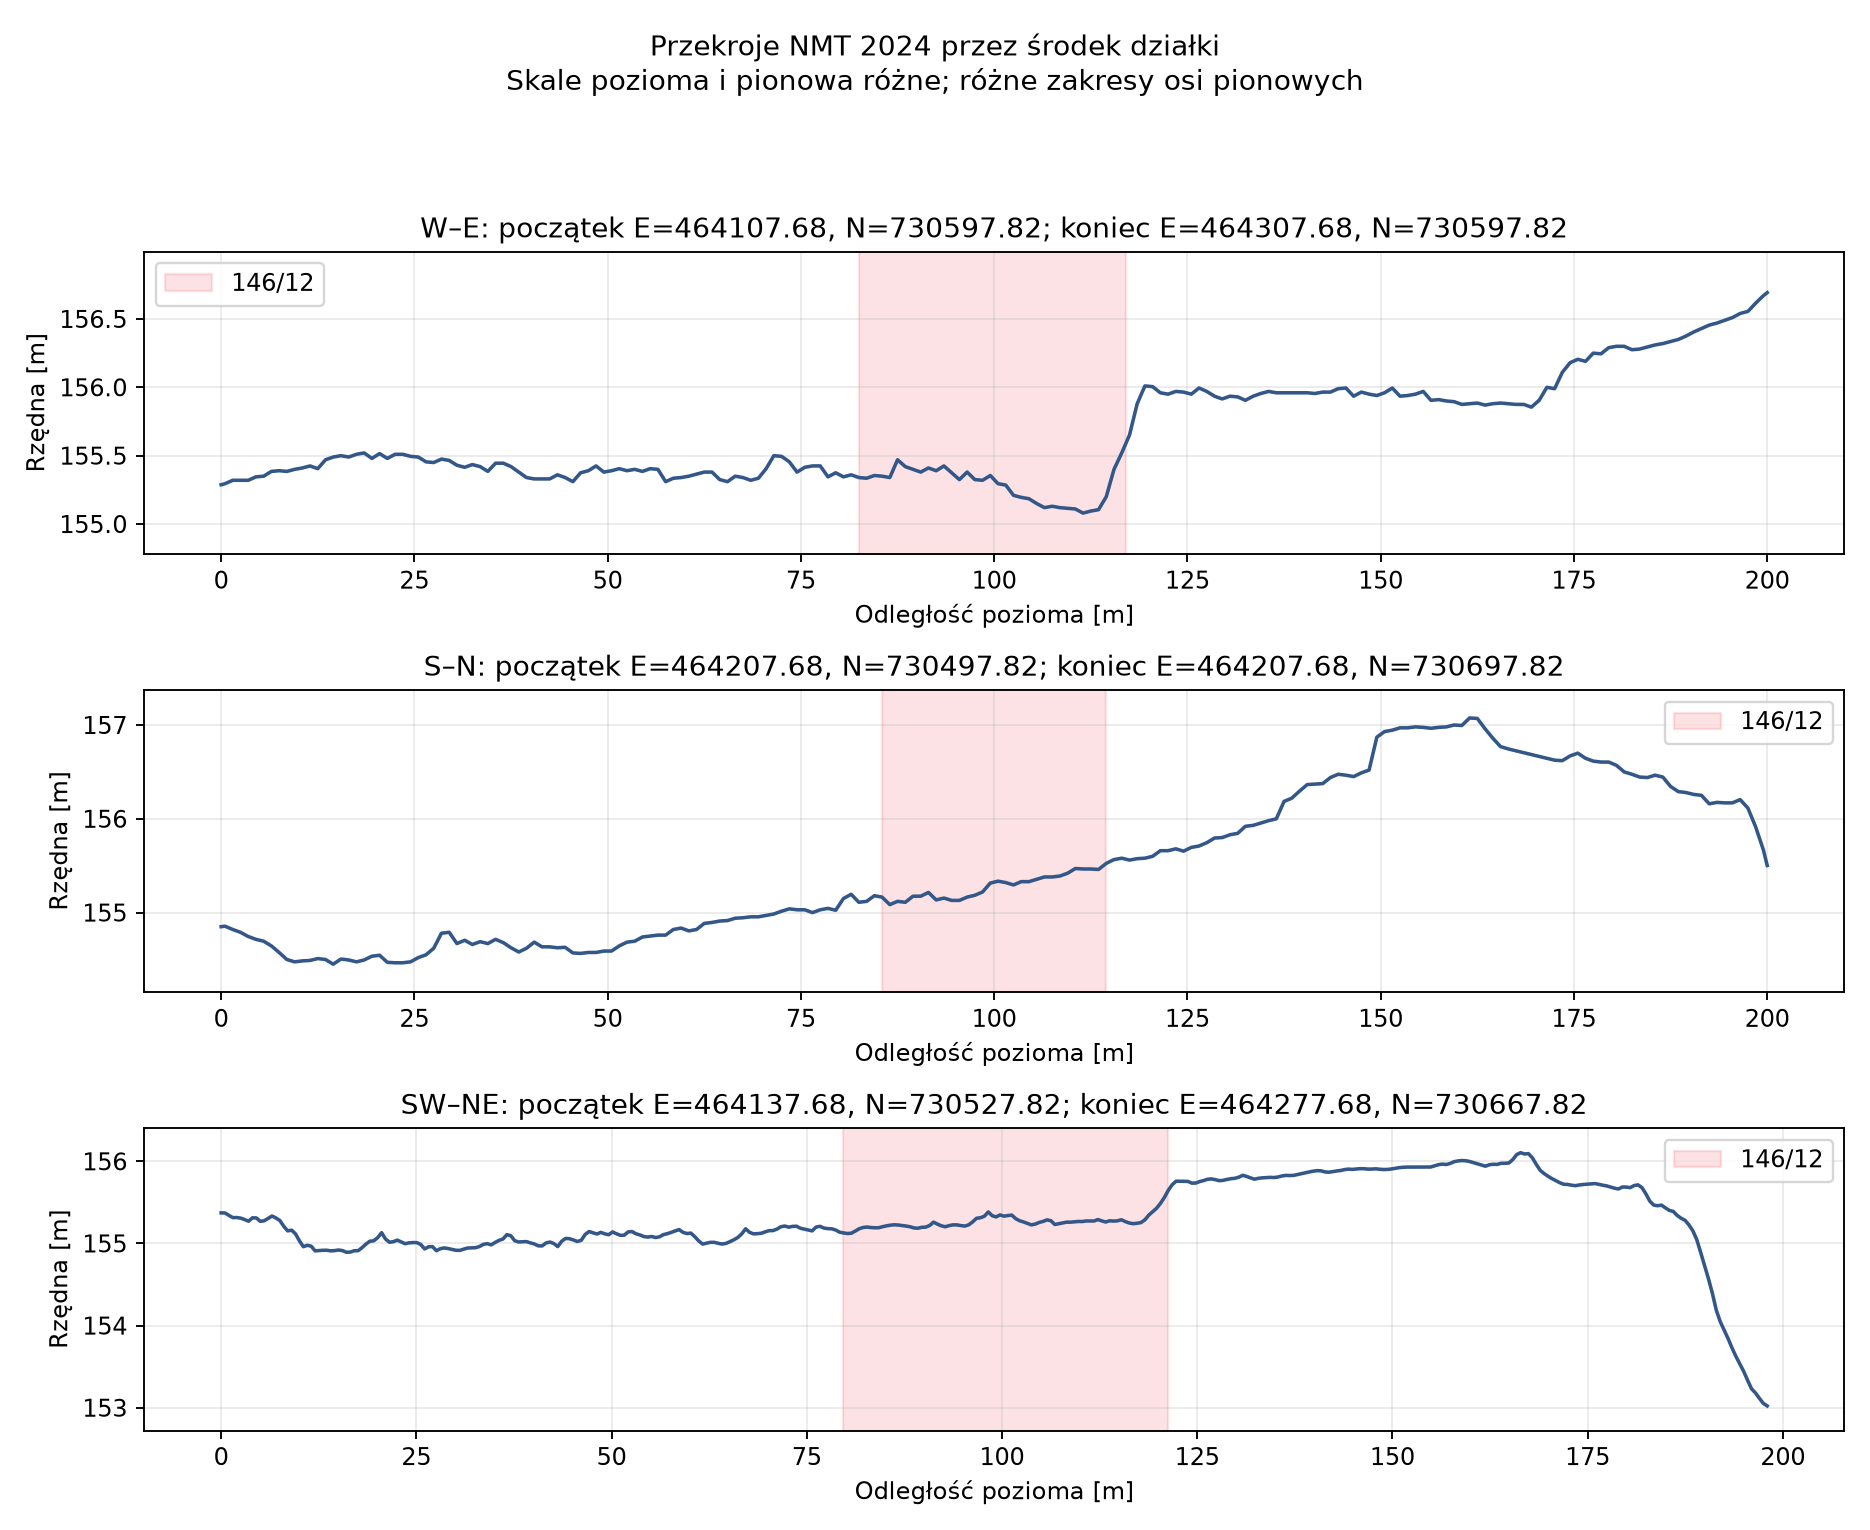 Przekroje NMT 2024 przez środek działki
Skale pozioma i pionowa różne; różne zakresy osi pionowych
W–E: początek E=464107.68, N=730597.82; koniec E=464307.68, N=730597.82
146/12
Rzędna [m]
156.5
156.0
155.5
155.0
0 25 50 75 100 125 150 175 200
Odległość pozioma [m]
S–N: początek E=464207.68, N=730497.82; koniec E=464207.68, N=730697.82
146/12
Rzędna [m]
157
156
155
0 25 50 75 100 125 150 175 200
Odległość pozioma [m]
SW–NE: początek E=464137.68, N=730527.82; koniec E=464277.68, N=730667.82
146/12
Rzędna [m]
156
155
154
153
0 25 50 75 100 125 150 175 200
Odległość pozioma [m]